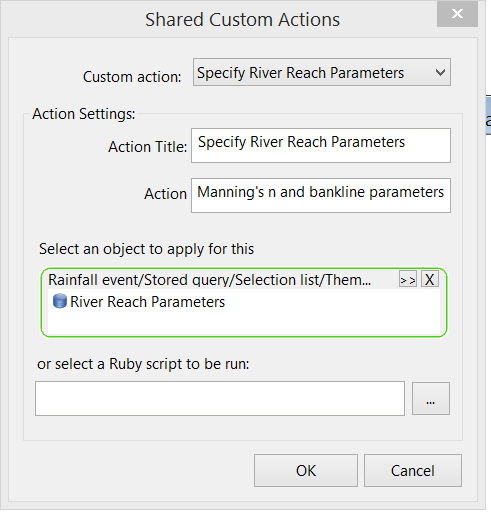 Shared Custom Actions
X
Custom action: Specify River Reach Parameters
Action Settings:
Action Title: Specify River Reach Parameters
Action Manning's n and bankline parameters
Select an object to apply for this
Rainfall event/Stored query/Selection list/Them... >> X
River Reach Parameters
or select a Ruby script to be run:
...
OK Cancel